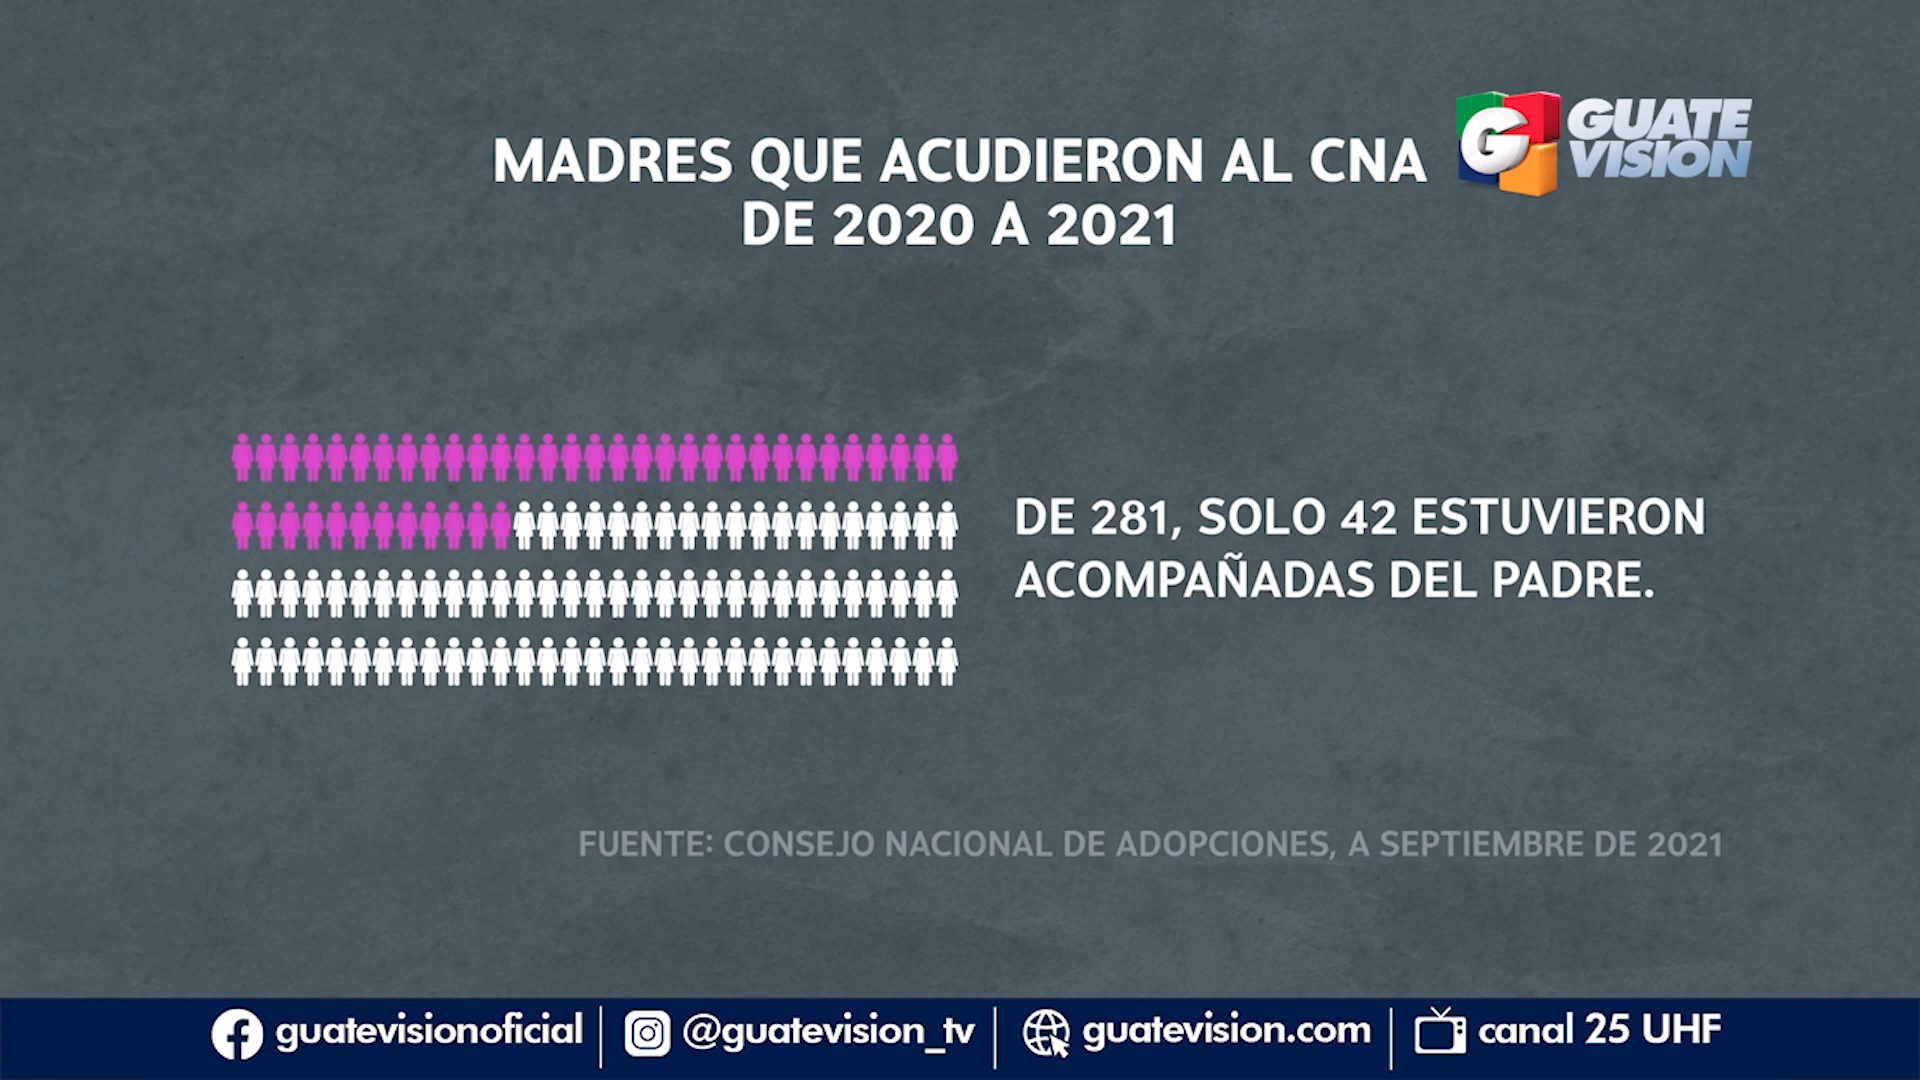 MADRES QUE ACUDIERON AL CNA
DE 2020 A 2021
GUATE
VISION
G
DE 281, SOLO 42 ESTUVIERON
ACOMPAÑADAS DEL PADRE.
FUENTE: CONSEJO NACIONAL DE ADOPCIONES, A SEPTIEMBRE DE 2021
guatevisionoficial
@guatevision_tv
guatevision.com
canal 25 UHF